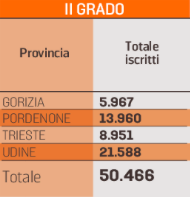 II GRADO
Provincia Totale iscritti
GORIZIA 5.967
PORDENONE 13.960
TRIESTE 8.951
UDINE 21.588
Totale 50.466